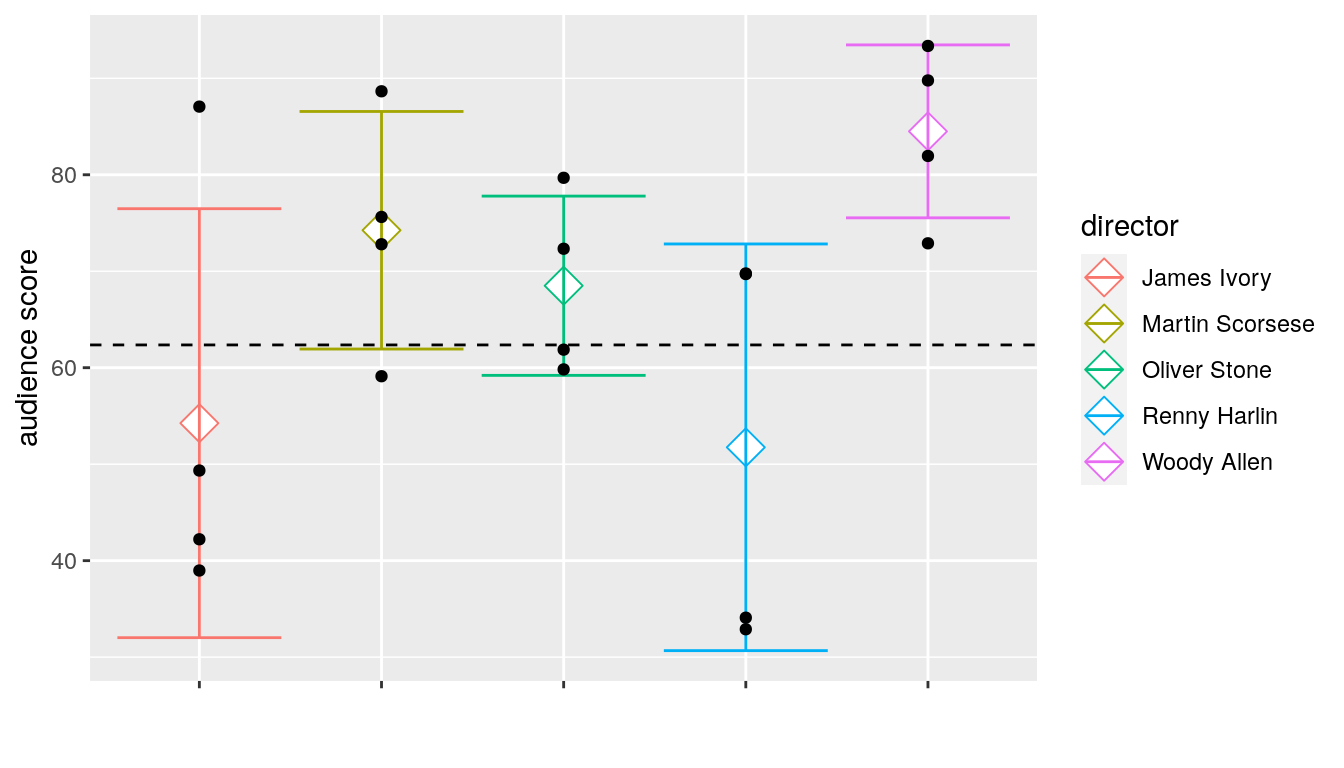 audience score
80
60
40
director
James Ivory
Martin Scorsese
Oliver Stone
Renny Harlin
Woody Allen